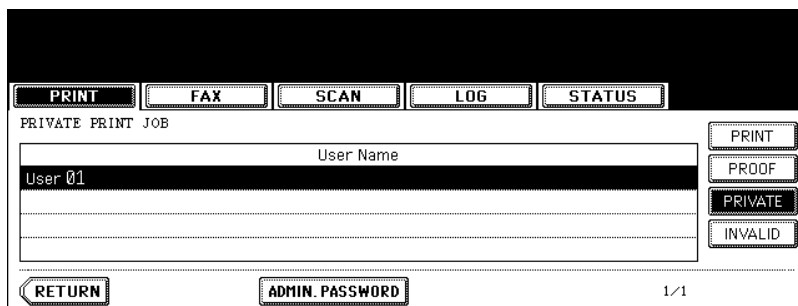 PRINT FAX SCAN LOG STATUS
PRIVATE PRINT JOB
PRINT
User Name
User 01
PROOF
PRIVATE
INVALID
RETURN ADMIN.PASSWORD 1/1